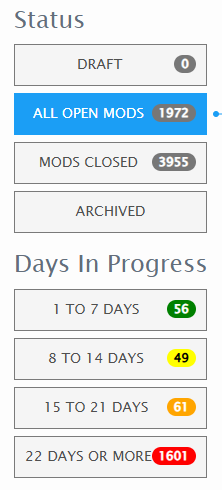 Status
DRAFT 0
ALL OPEN MODS 1972
MODS CLOSED 3955
ARCHIVED
Days In Progress
1 TO 7 DAYS 56
8 TO 14 DAYS 49
15 TO 21 DAYS 61
22 DAYS OR MORE 1601